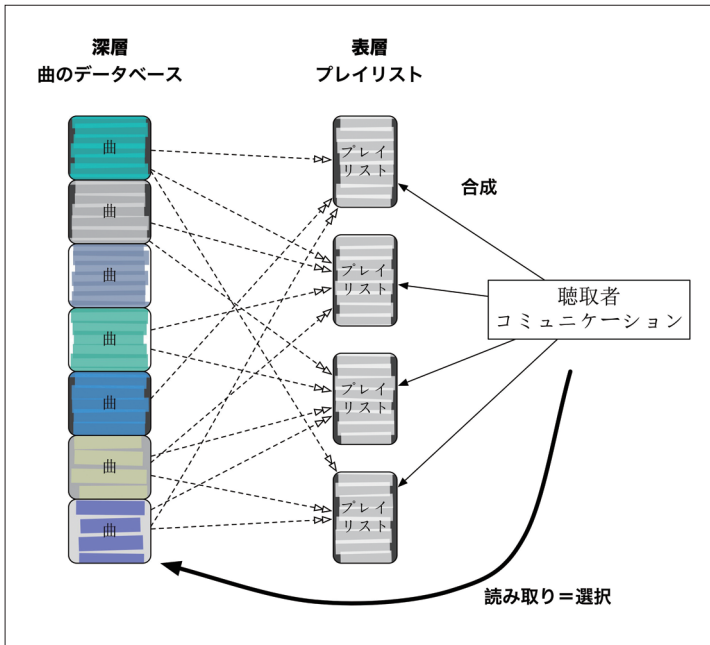 深層
曲のデータベース
表層
プレイリスト
曲
曲
曲
曲
曲
曲
曲
プレイ
リスト
プレイ
リスト
プレイ
リスト
プレイ
リスト
合成
聴取者
コミュニケーション
読み取り＝選択